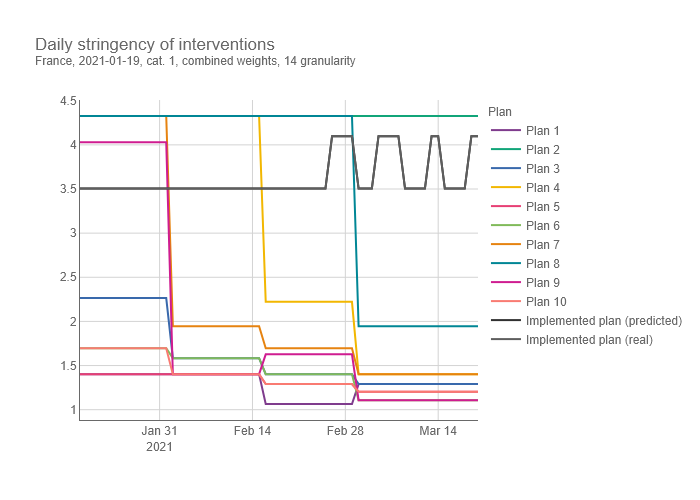 Daily stringency of interventions
France, 2021-01-19, cat. 1, combined weights, 14 granularity
4.5
4
3.5
3
2.5
2
1.5
1
Jan 31
2021
Feb 14
Feb 28
Mar 14
Plan
Plan 1
Plan 2
Plan 3
Plan 4
Plan 5
Plan 6
Plan 7
Plan 8
Plan 9
Plan 10
Implemented plan (predicted)
Implemented plan (real)